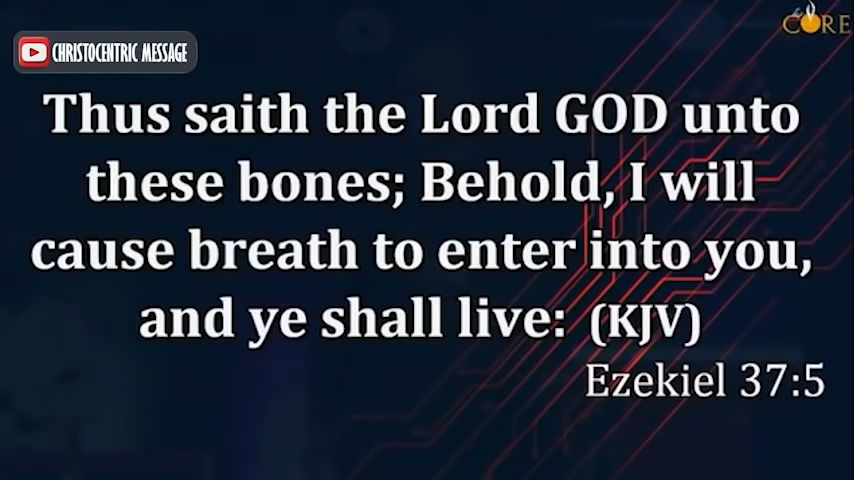 CORE
CHRISTOCENTRIC MESSAGE
Thus saith the Lord GOD unto
these bones; Behold, I will
cause breath to enter into you,
and ye shall live: (KJV)
Ezekiel 37:5